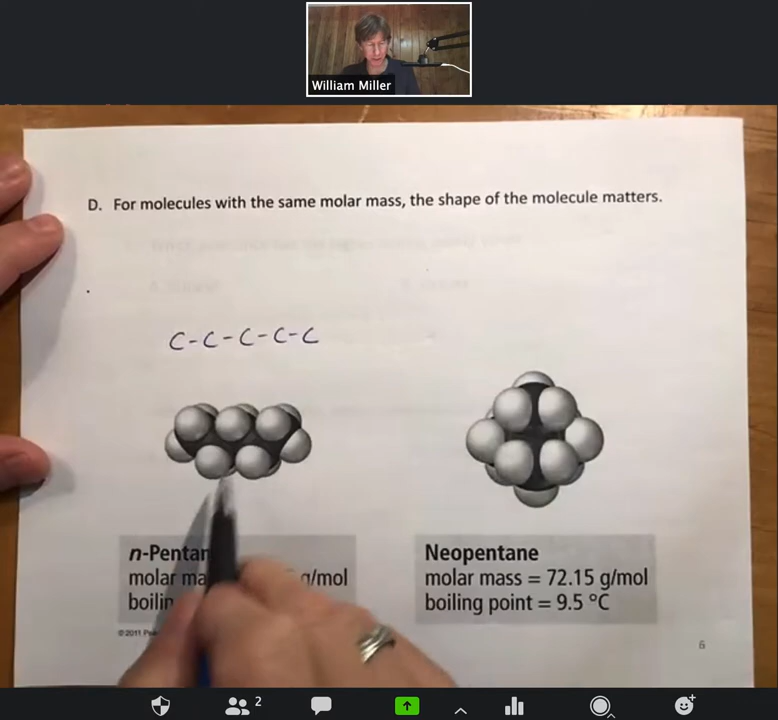 William Miller
D. For molecules with the same molar mass, the shape of the molecule matters.
C-C-C-C-C
n-Pentan
molar ma g/mol
boilin
Neopentane
molar mass = 72.15 g/mol
boiling point = 9.5 °C
©2011 Pe
6
2